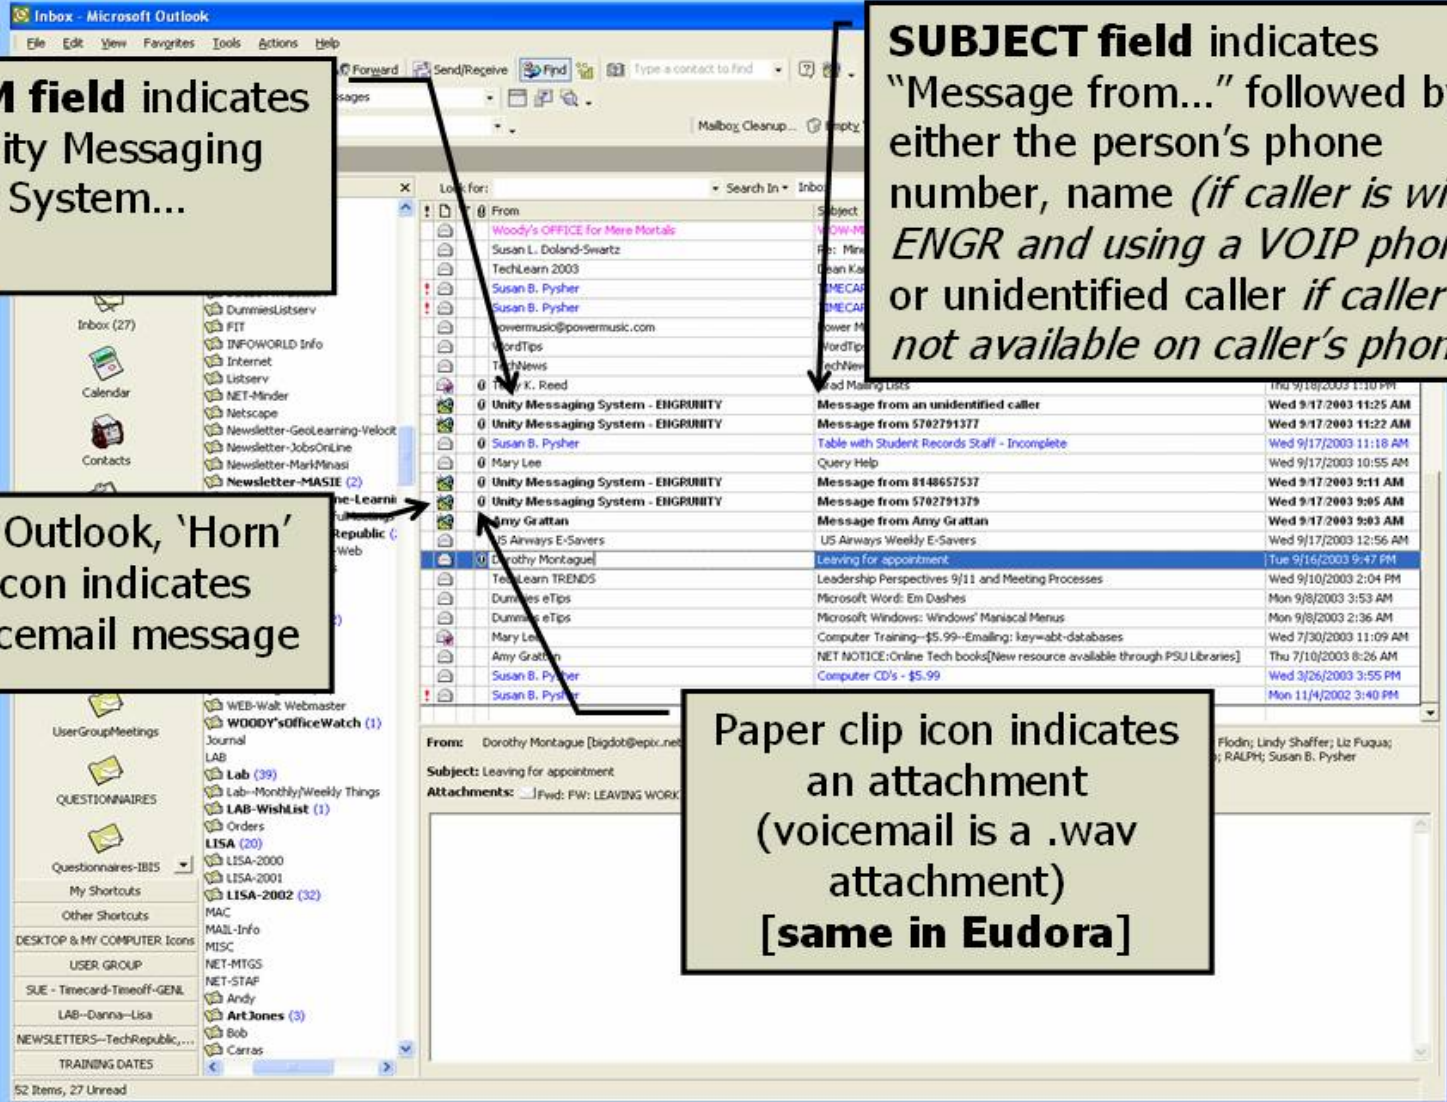 Inbox - Microsoft Outlook
File Edit View Favorites Tools Actions Help
Forward Send/Receive Find Type a contact to find
Mailbox Cleanup...
M field indicates
ity Messaging
System...
SUBJECT field indicates
"Message from..." followed b
either the person's phone
number, name (if caller is wi
ENGR and using a VOIP phon
or unidentified caller if caller
not available on caller's phon
Look for: Search In Inbox
From Subject
Woody's OFFICE for Mere Mortals
Susan L. Doland-Swartz
TechLearn 2003
Susan B. Pysher
Susan B. Pysher
powermusic@powermusic.com
WordTips
TechNews
K. Reed Grad Mailing Lists Thu 9/18/2003 1:10 PM
Unity Messaging System - ENGRUNITY Message from an unidentified caller Wed 9/17/2003 11:25 AM
Unity Messaging System - ENGRUNITY Message from 5702791377 Wed 9/17/2003 11:22 AM
Susan B. Pysher Table with Student Records Staff - Incomplete Wed 9/17/2003 11:18 AM
Mary Lee Query Help Wed 9/17/2003 10:55 AM
Unity Messaging System - ENGRUNITY Message from 8148657537 Wed 9/17/2003 9:11 AM
Unity Messaging System - ENGRUNITY Message from 5702791379 Wed 9/17/2003 9:05 AM
Amy Grattan Message from Amy Grattan Wed 9/17/2003 9:03 AM
US Airways E-Savers US Airways Weekly E-Savers Wed 9/17/2003 12:56 AM
Dorothy Montague Leaving for appointment Tue 9/16/2003 9:47 PM
TechLearn TRENDS Leadership Perspectives 9/11 and Meeting Processes Wed 9/10/2003 2:04 PM
Dummies eTips Microsoft Word: Em Dashes Mon 9/8/2003 3:53 AM
Dummies eTips Microsoft Windows: Windows' Maniacal Menus Mon 9/8/2003 2:36 AM
Mary Lee Computer Training--$5.99--Emailing: key=abt-databases Wed 7/30/2003 11:09 AM
Amy Grattan NET NOTICE:Online Tech books[New resource available through PSU Libraries] Thu 7/10/2003 8:26 AM
Susan B. Pysher Computer CD's - $5.99 Wed 3/26/2003 3:55 PM
Susan B. Pysher Mon 11/4/2002 3:40 PM
Inbox (27)
Calendar
Contacts
DummiesListserv
FIT
INFOWORLD Info
Internet
Listserv
NET-Minder
Netscape
Newsletter-GeoLearning-Velocit
Newsletter-JobsOnLine
Newsletter-MarkMinasi
Newsletter-MASIE (2)
ne-Learni
Republic (
-Web
Outlook, 'Horn'
con indicates
cemail message
UserGroupMeetings
QUESTIONNAIRES
Questionnaires-IBIS
My Shortcuts
Other Shortcuts
DESKTOP & MY COMPUTER Icons
USER GROUP
SUE - Timecard-Timeoff-GENL
LAB--Danna--Lisa
NEWSLETTERS--TechRepublic,...
TRAINING DATES
WEB-Walt Webmaster
WOODY'sOfficeWatch (1)
Journal
LAB
Lab (39)
Lab--Monthly/Weekly Things
LAB-WishList (1)
Orders
LISA (20)
LISA-2000
LISA-2001
LISA-2002 (32)
MAC
MAIL-Info
MISC
NET-MTGS
NET-STAF
Andy
ArtJones (3)
Bob
Carras
From: Dorothy Montague [bigdot@epix.net
Flodin; Lindy Shaffer; Liz Fuqua;
RALPH; Susan B. Pysher
Subject: Leaving for appointment
Attachments: Fwd: FW: LEAVING WORK
Paper clip icon indicates
an attachment
(voicemail is a .wav
attachment)
[same in Eudora]
52 Items, 27 Unread